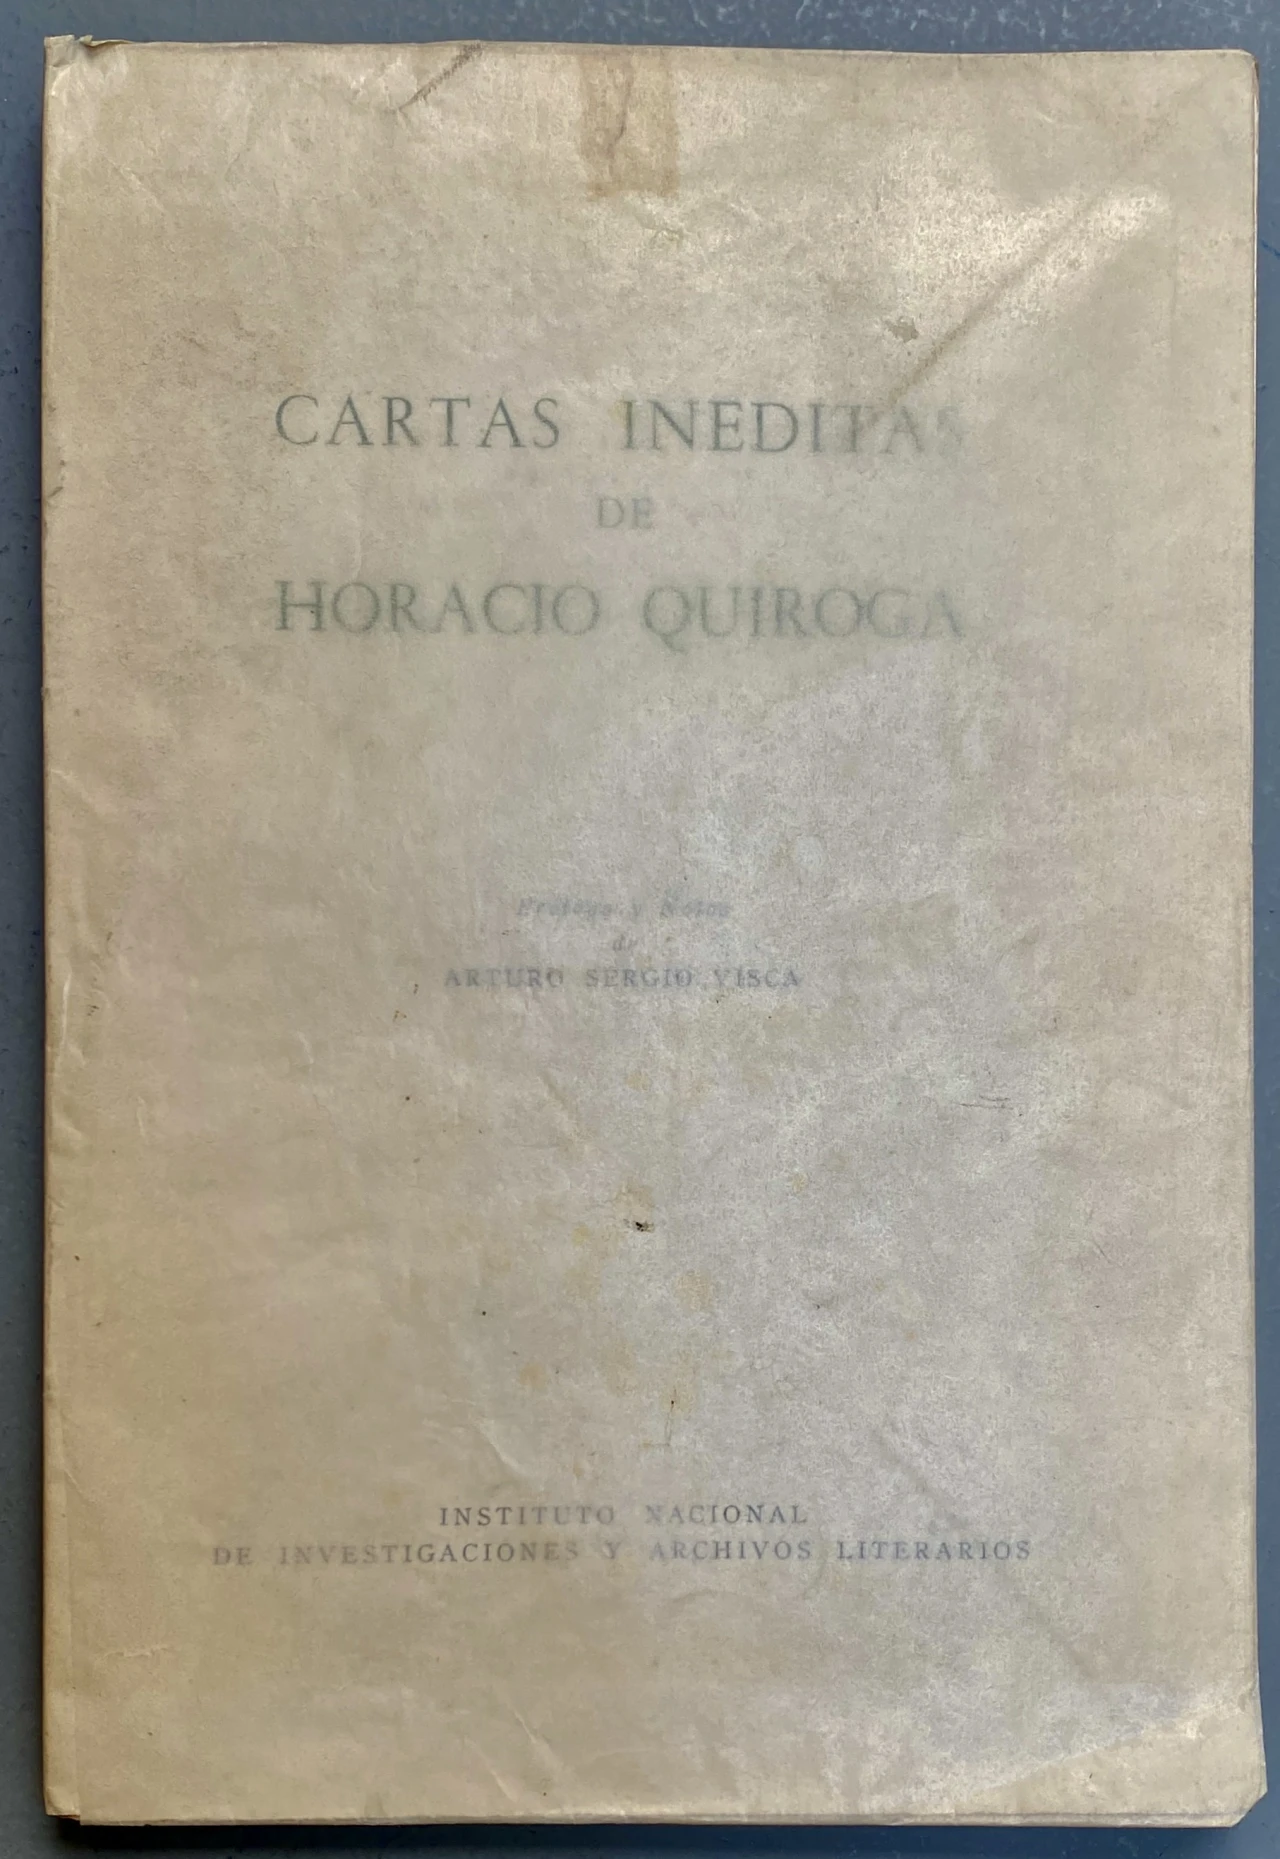 CARTAS INEDITAS
DE
HORACIO QUIROGA
Prólogo y Notas
de
ARTURO SERGIO VISCA
INSTITUTO NACIONAL
DE INVESTIGACIONES Y ARCHIVOS LITERARIOS